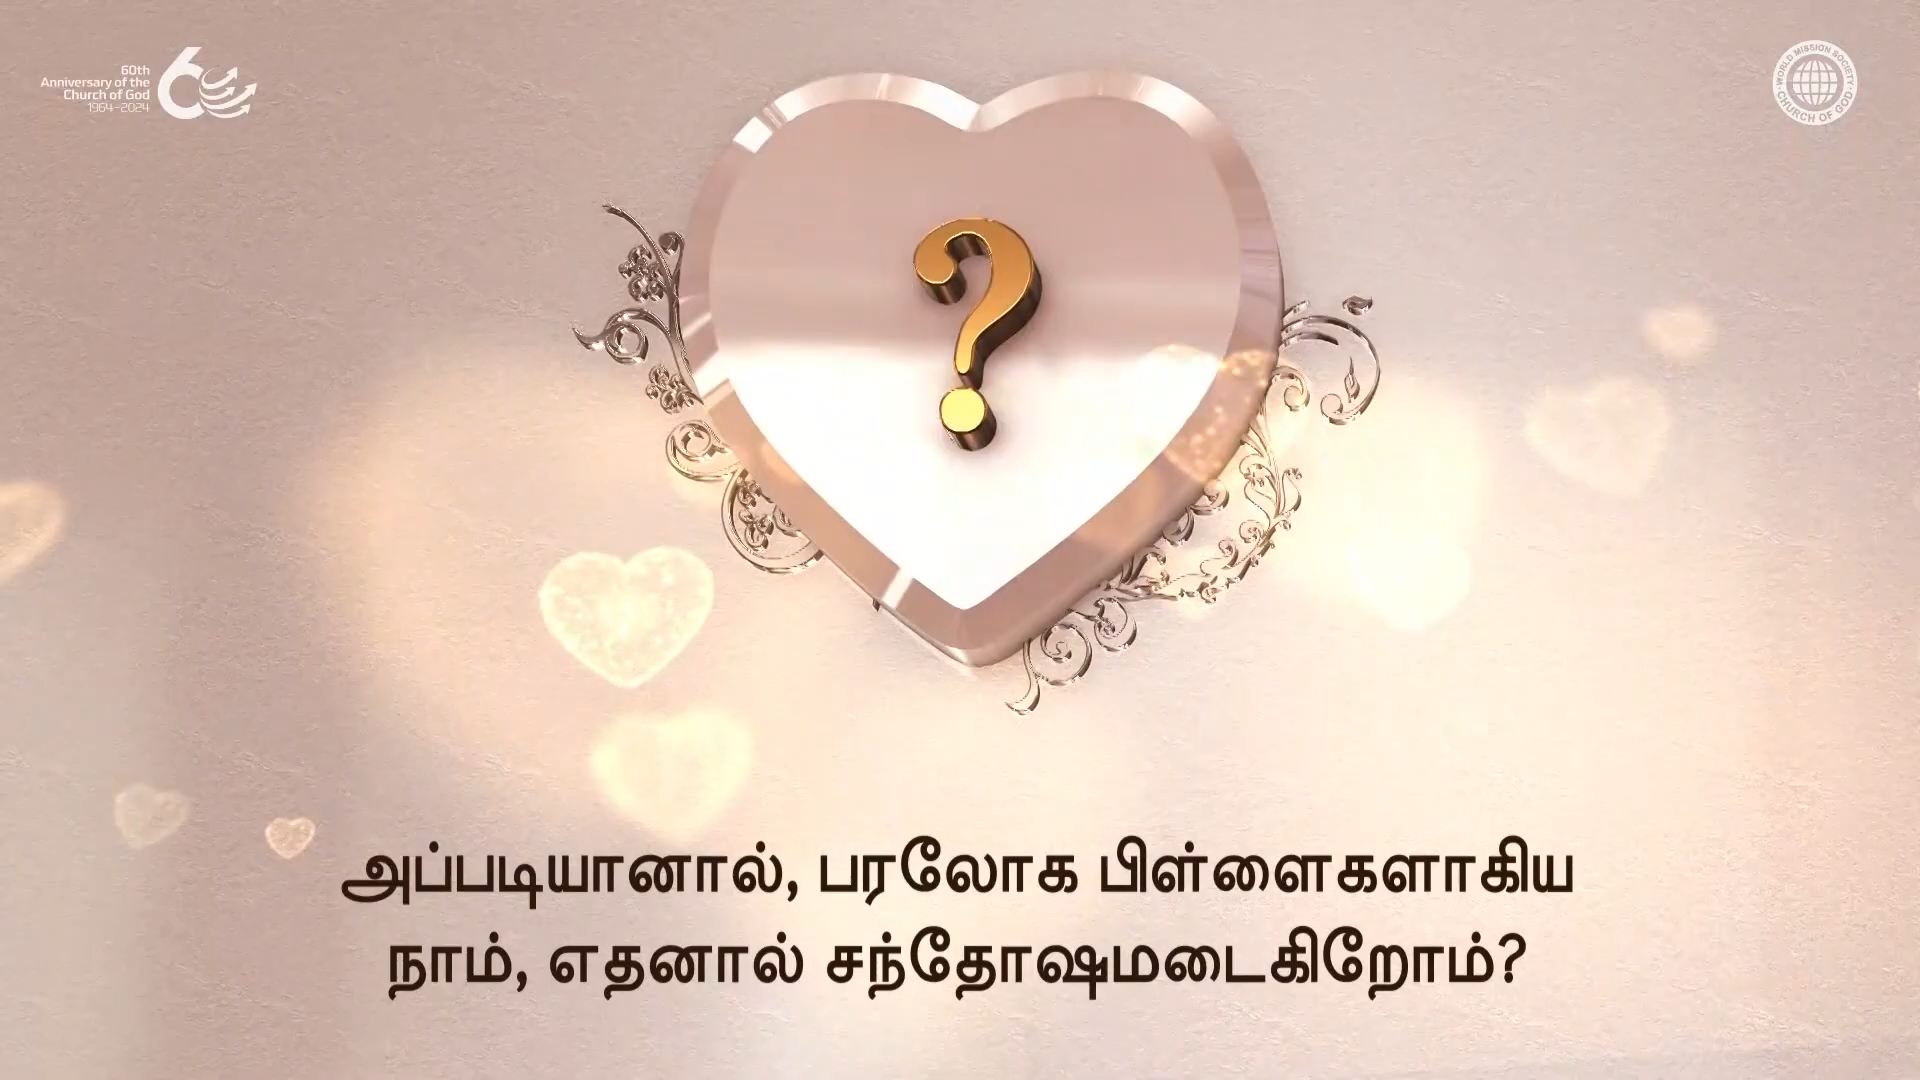 60th
Anniversary of the
Church of God
1964-2024
60
WORLD MISSION SOCIETY
CHURCH OF GOD
?
அப்படியானால், பரலோக பிள்ளைகளாகிய
நாம், எதனால் சந்தோஷமடைகிறோம்?